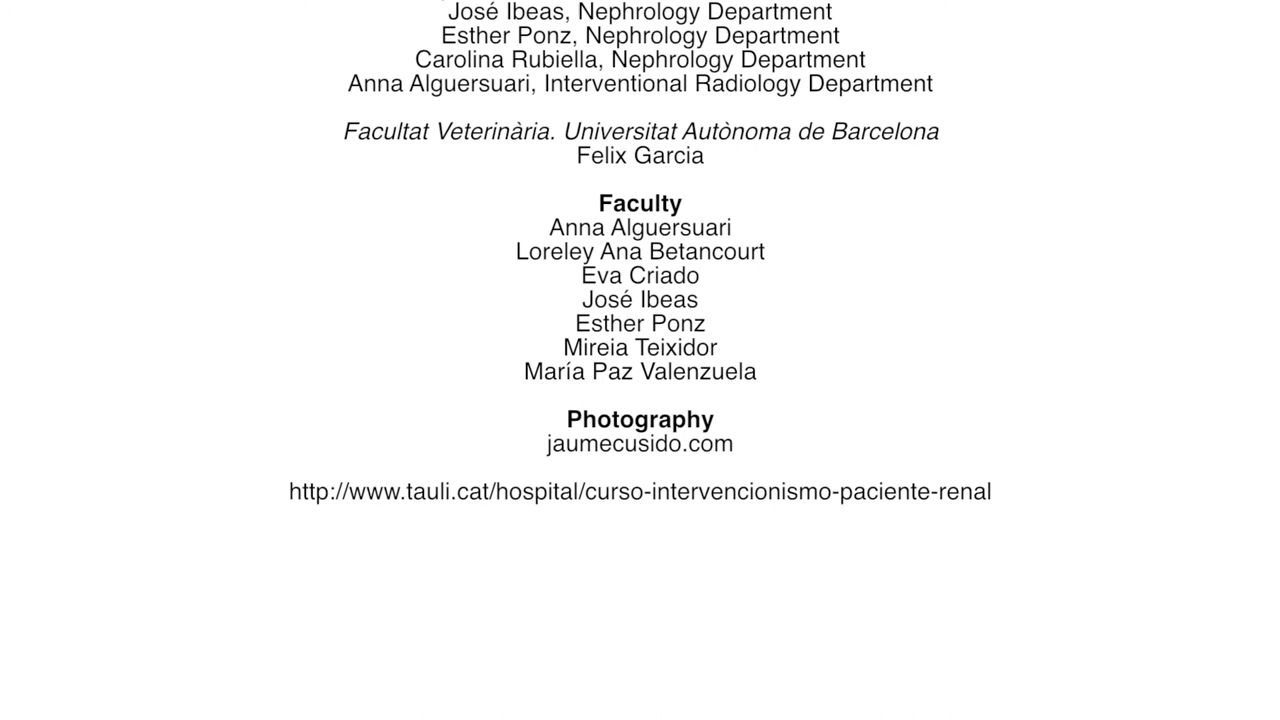 José Ibeas, Nephrology Department
Esther Ponz, Nephrology Department
Carolina Rubiella, Nephrology Department
Anna Alguersuari, Interventional Radiology Department
Facultat Veterinària. Universitat Autònoma de Barcelona
Felix Garcia
Faculty
Anna Alguersuari
Loreley Ana Betancourt
Eva Criado
José Ibeas
Esther Ponz
Mireia Teixidor
María Paz Valenzuela
Photography
jaumecusido.com
http://www.tauli.cat/hospital/curso-intervencionismo-paciente-renal